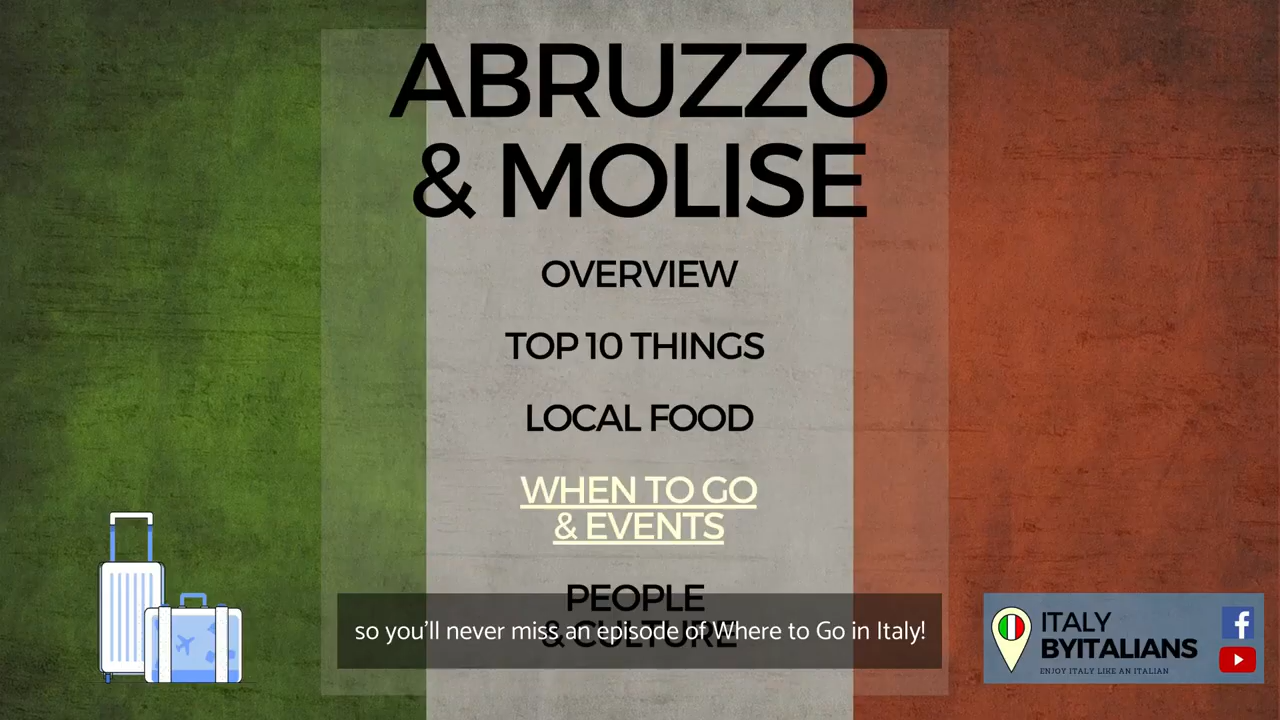 ABRUZZO
& MOLISE
OVERVIEW
TOP 10 THINGS
LOCAL FOOD
WHEN TO GO
& EVENTS
PEOPLE
& CULTURE
so you'll never miss an episode of Where to Go in Italy!
ITALY
BYITALIANS
ENJOY ITALY LIKE AN ITALIAN